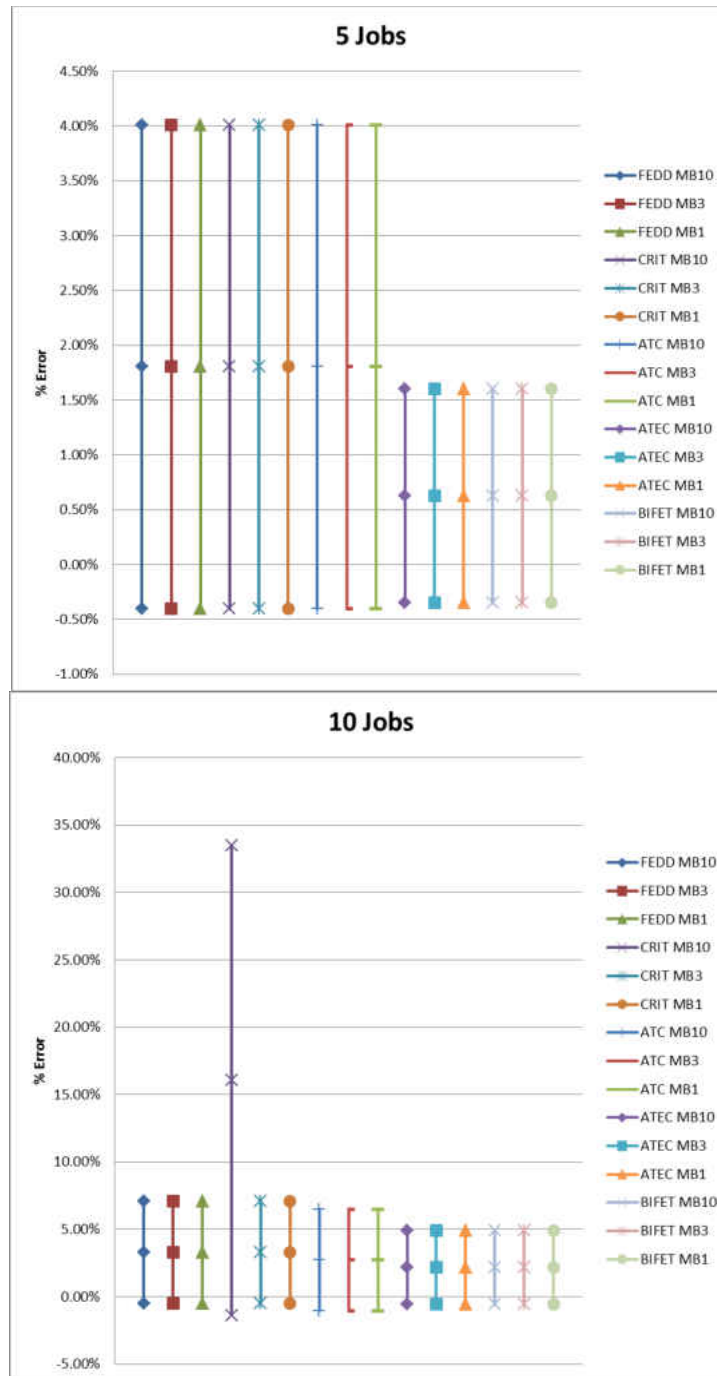 5 Jobs
4.50%
4.00%
3.50%
3.00%
2.50%
2.00%
1.50%
1.00%
0.50%
0.00%
-0.50%
-1.00%
% Error
FEDD MB10
FEDD MB3
FEDD MB1
CRIT MB10
CRIT MB3
CRIT MB1
ATC MB10
ATC MB3
ATC MB1
ATEC MB10
ATEC MB3
ATEC MB1
BIFET MB10
BIFET MB3
BIFET MB1
10 Jobs
40.00%
35.00%
30.00%
25.00%
20.00%
15.00%
10.00%
5.00%
0.00%
-5.00%
% Error
FEDD MB10
FEDD MB3
FEDD MB1
CRIT MB10
CRIT MB3
CRIT MB1
ATC MB10
ATC MB3
ATC MB1
ATEC MB10
ATEC MB3
ATEC MB1
BIFET MB10
BIFET MB3
BIFET MB1